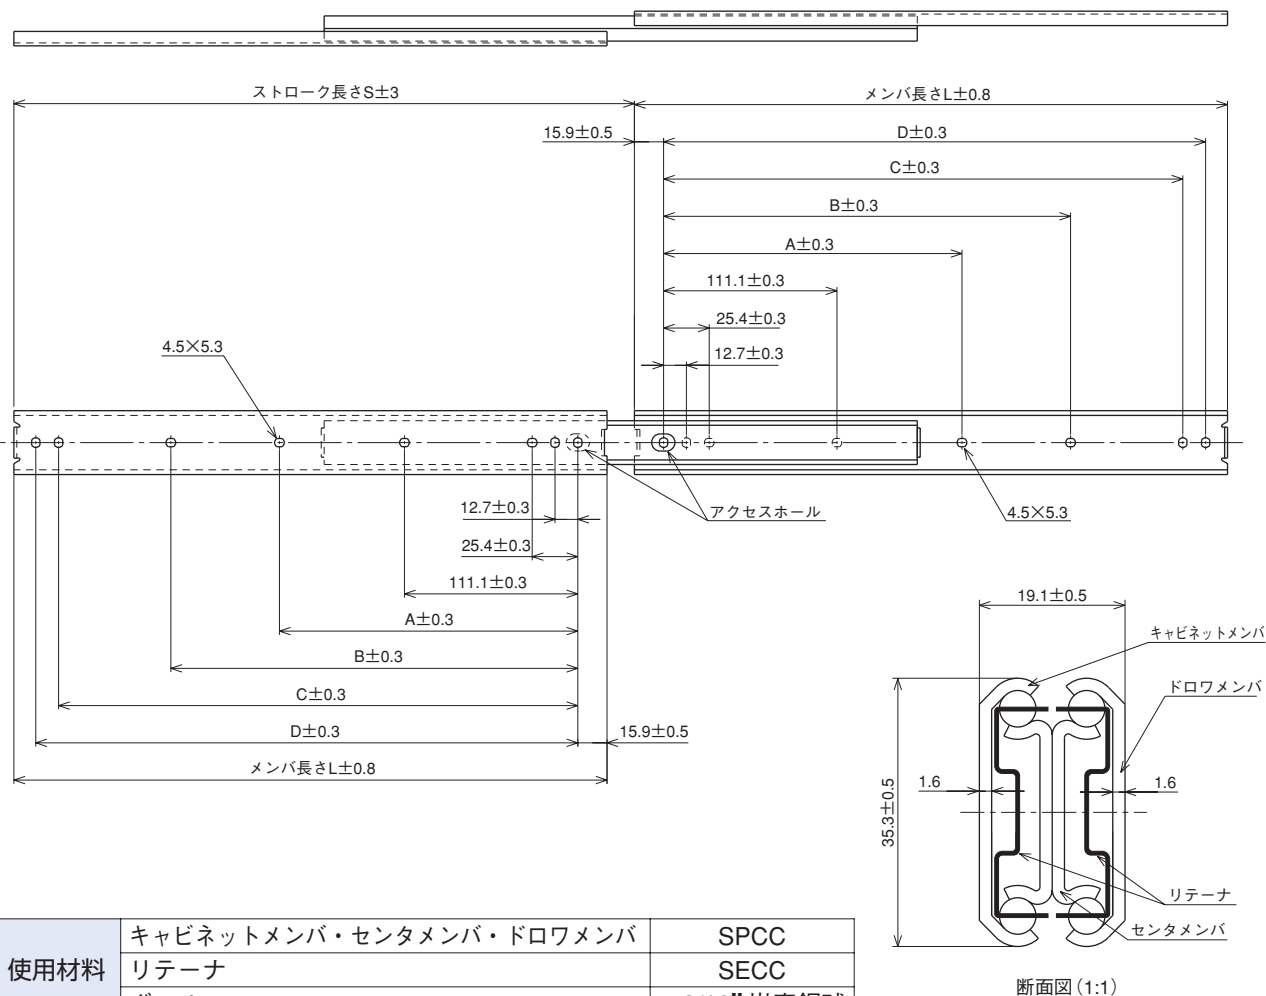 ストローク長さS±3
メンバ長さL±0.8
15.9±0.5
D±0.3
C±0.3
B±0.3
A±0.3
111.1±0.3
25.4±0.3
12.7±0.3
4.5×5.3
12.7±0.3
アクセスホール
4.5×5.3
25.4±0.3
111.1±0.3
A±0.3
B±0.3
C±0.3
D±0.3
15.9±0.5
メンバ長さL±0.8
19.1±0.5
キャビネットメンバ
ドロワメンバ
35.3±0.5
1.6
1.6
リテーナ
センタメンバ
断面図(1:1)
使用材料
キャビネットメンバ・センタメンバ・ドロワメンバ
SPCC
リテーナ
SECC